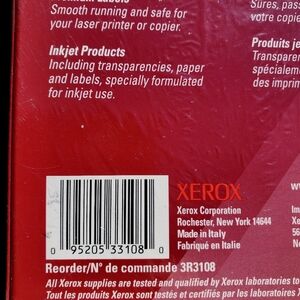 Smooth running and safe for
your laser printer or copier.
Inkjet Products
Including transparencies, paper
and labels, specially formulated
for inkjet use.
Sures, pass
votre copie
Produits je
Transparen
spécialeme
des imprim
XEROX
Xerox Corporation
Rochester, New York 14644
Made in Italy
Fabriqué en Italie
0 95205 33108 0
Reorder/N° de commande 3R3108
All Xerox supplies are tested and qualified by Xerox laboratories to
Tout les produits Xerox sont testés et certifiés par les laboratoires X